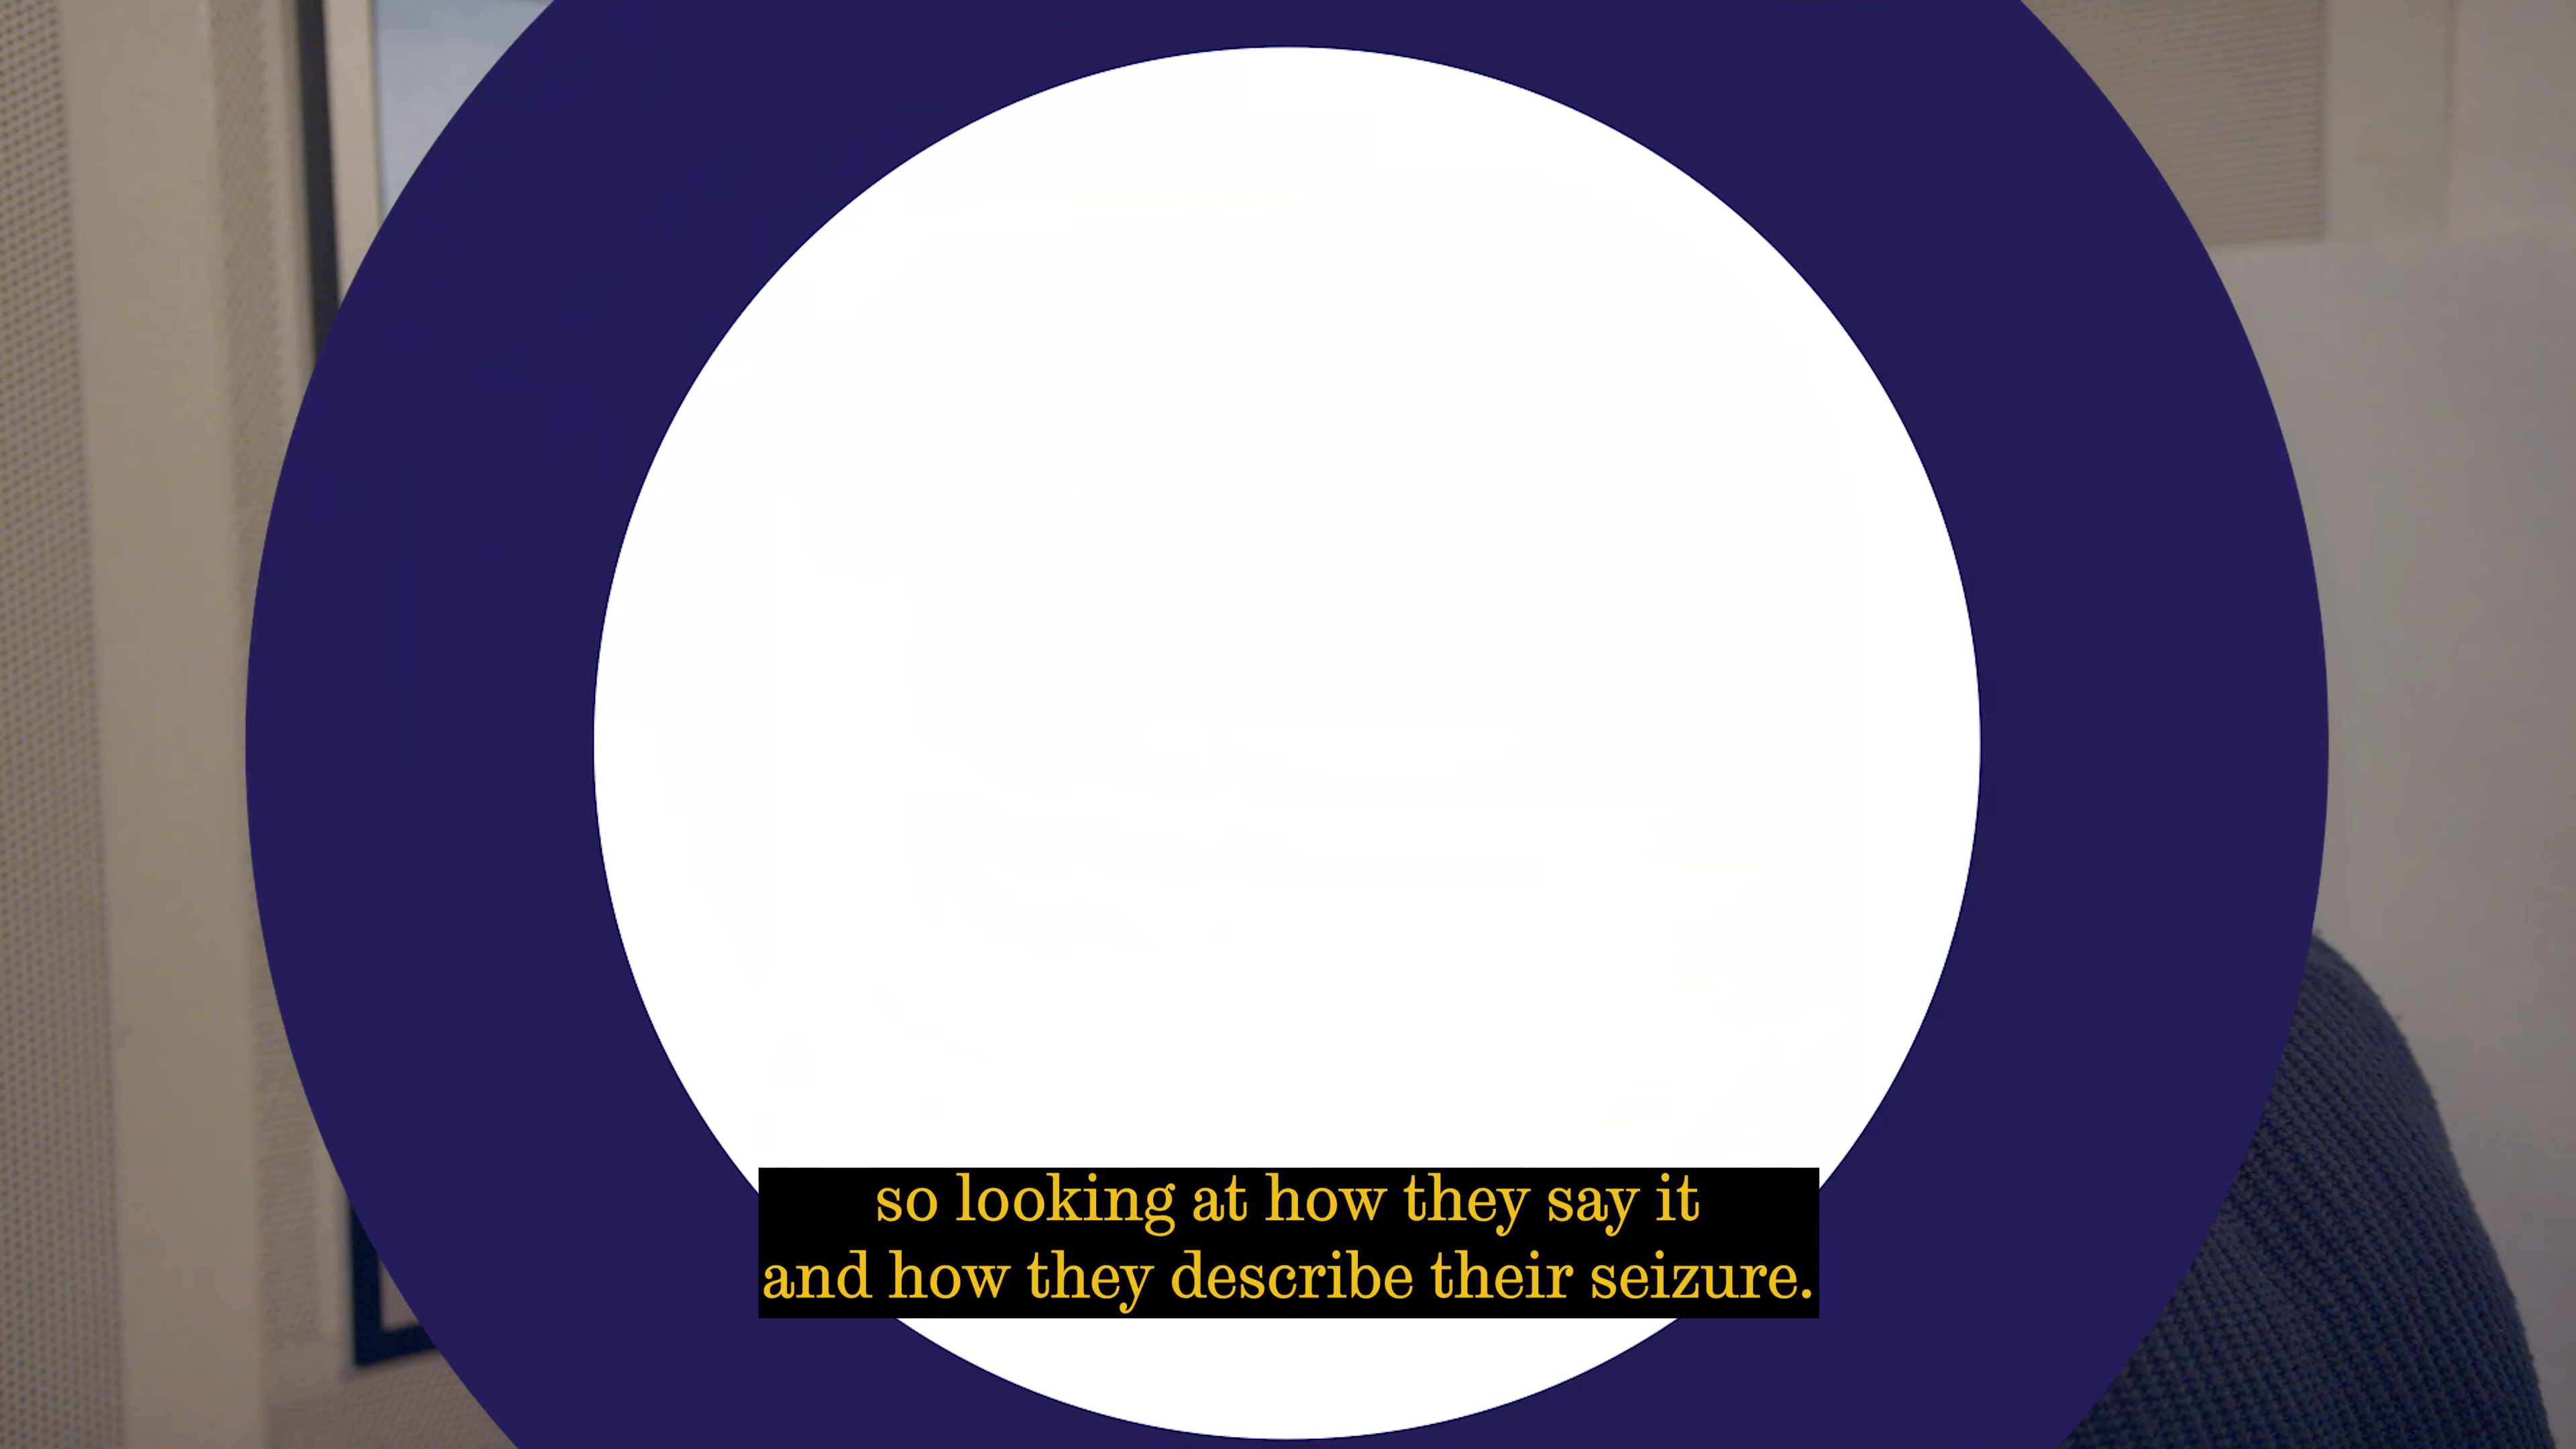 so looking at how they say it
and how they describe their seizure.